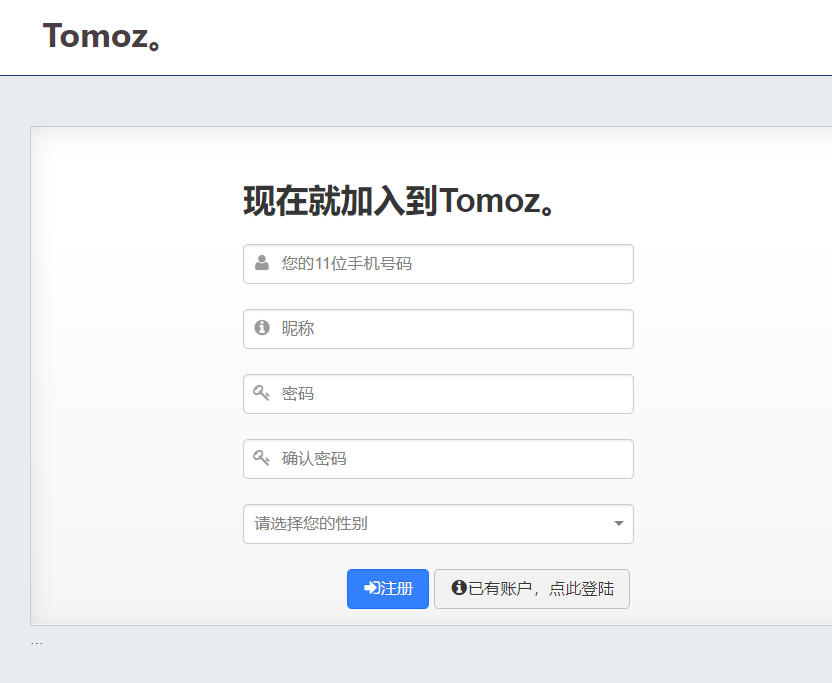 Tomoz。
现在就加入到Tomoz。
您的11位手机号码
昵称
密码
确认密码
请选择您的性别
注册
已有账户，点此登陆
...